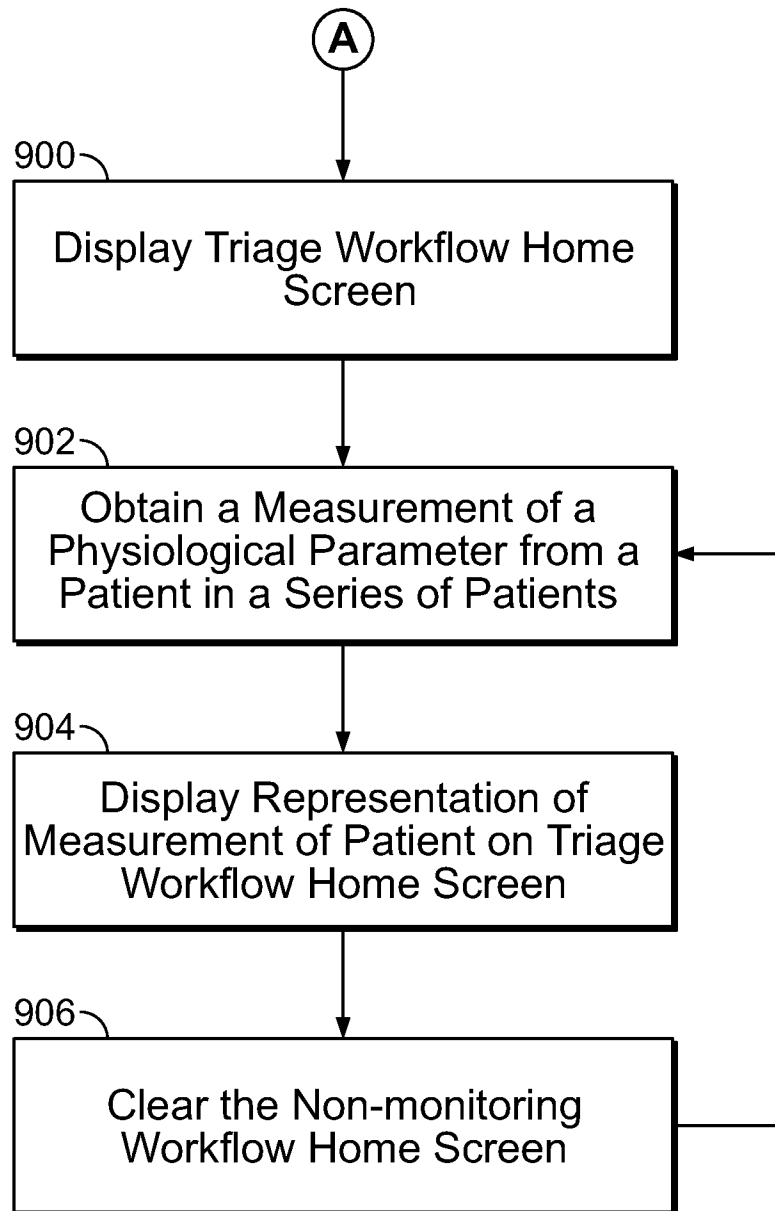 A
900
Display Triage Workflow Home
Screen
902
Obtain a Measurement of a
Physiological Parameter from a
Patient in a Series of Patients
904
Display Representation of
Measurement of Patient on Triage
Workflow Home Screen
906
Clear the Non-monitoring
Workflow Home Screen